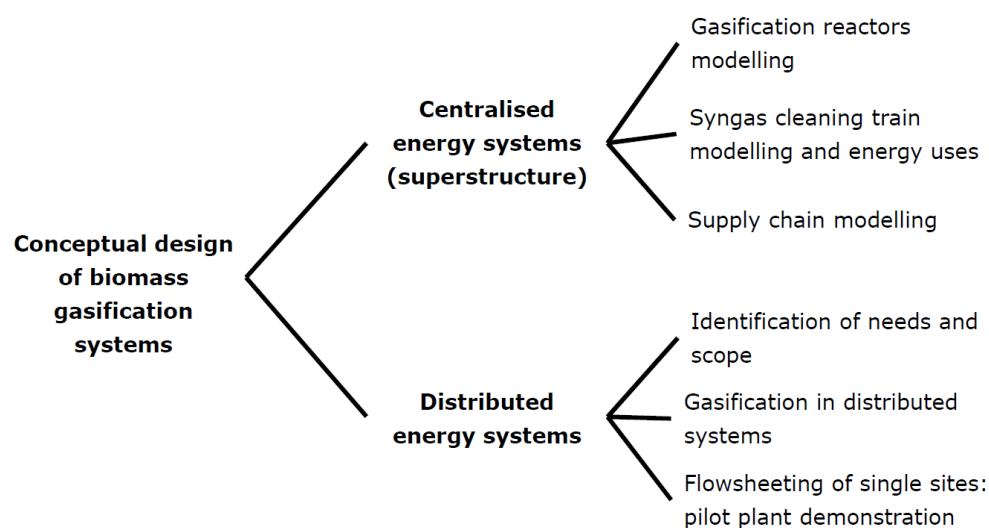 Conceptual design
of biomass
gasification
systems
Centralised
energy systems
(superstructure)
Gasification reactors
modelling
Syngas cleaning train
modelling and energy uses
Supply chain modelling
Distributed
energy systems
Identification of needs and
scope
Gasification in distributed
systems
Flowsheeting of single sites:
pilot plant demonstration